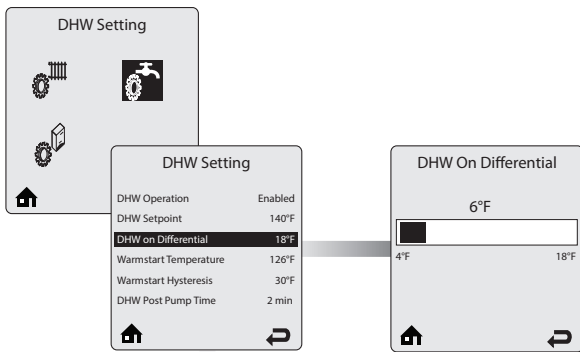 DHW Setting
DHW Setting
DHW Operation Enabled
DHW Setpoint 140°F
DHW on Differential 18°F
Warmstart Temperature 126°F
Warmstart Hysteresis 30°F
DHW Post Pump Time 2 min
DHW On Differential
6°F
4°F 18°F